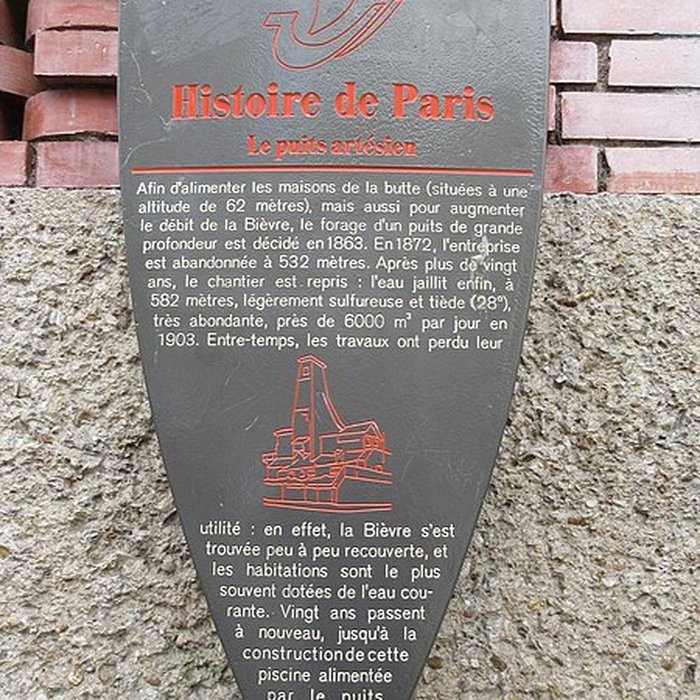 Histoire de Paris
Le puits artésien
Afin d'alimenter les maisons de la butte (situées à une
altitude de 62 mètres), mais aussi pour augmenter
le débit de la Bièvre, le forage d'un puits de grande
profondeur est décidé en 1863. En 1872, l'entreprise
est abandonnée à 532 mètres. Après plus de vingt
ans, le chantier est repris : l'eau jaillit enfin, à
582 mètres, légèrement sulfureuse et tiède (28°),
très abondante, près de 6000 m³ par jour en
1903. Entre-temps, les travaux ont perdu leur
utilité : en effet, la Bièvre s'est
trouvée peu à peu recouverte, et
les habitations sont le plus
souvent dotées de l'eau cou-
rante. Vingt ans passent
à nouveau, jusqu'à la
construction de cette
piscine alimentée
par le puits